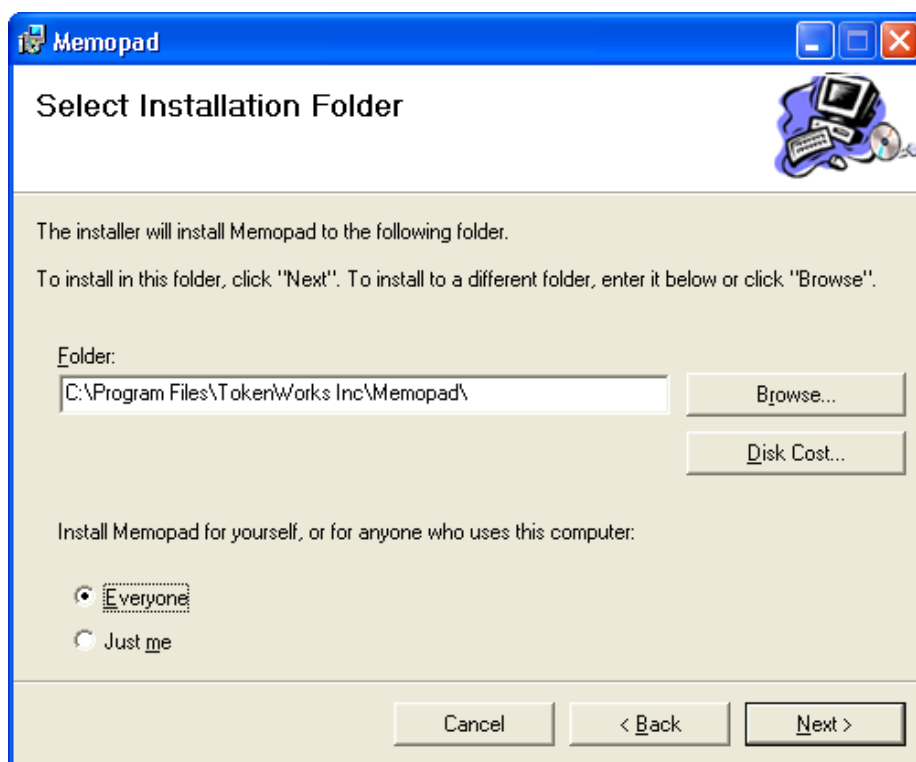 Memopad
Select Installation Folder
The installer will install Memopad to the following folder.
To install in this folder, click "Next". To install to a different folder, enter it below or click "Browse".
Folder:
C:\Program Files\TokenWorks Inc\Memopad\
Browse...
Disk Cost...
Install Memopad for yourself, or for anyone who uses this computer:
Everyone
Just me
Cancel
< Back
Next >